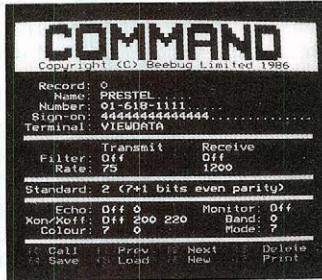 COMMAND
Copyright (C) Beebug Limited 1986
Record: 0
Name: PRESTEL.....
Number: 01-618-1111.....
Sign-on: 44444444444444..............
Terminal: VIEWDATA
Transmit Receive
Filter: Off Off
Rate: 75 1200
Standard: 2 (7+1 bits even parity)
Echo: Off 0 Monitor: Off
Xon/Xoff: Off 200 220 Band: 0
Colour: 7 0 Mode: 7
Call Prev Next Delete
Save Load New Print